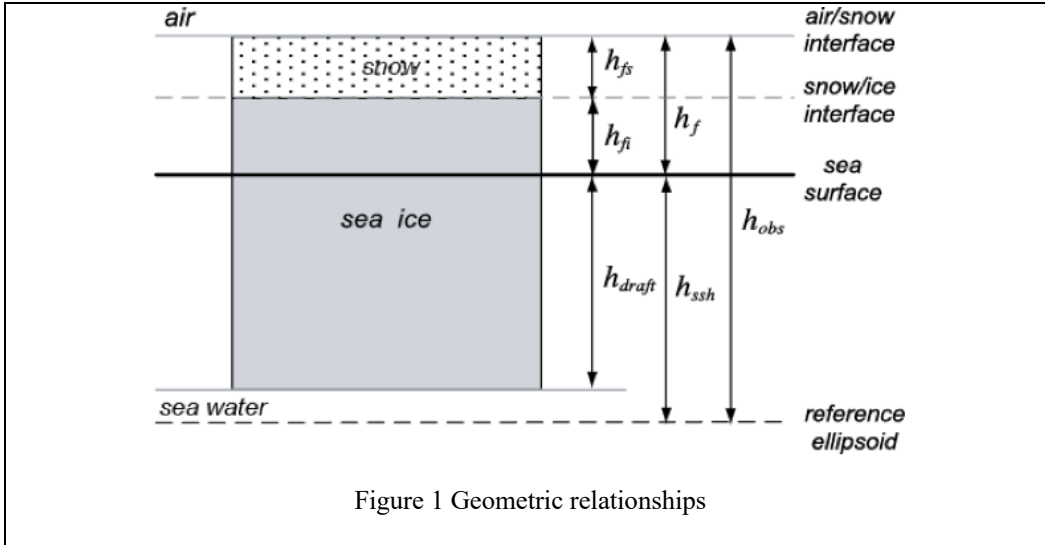 air
air/snow
interface
snow
h_fs
snow/ice
interface
h_fi
h_f
sea
surface
sea ice
h_obs
h_draft
h_ssh
sea water
reference
ellipsoid
Figure 1 Geometric relationships